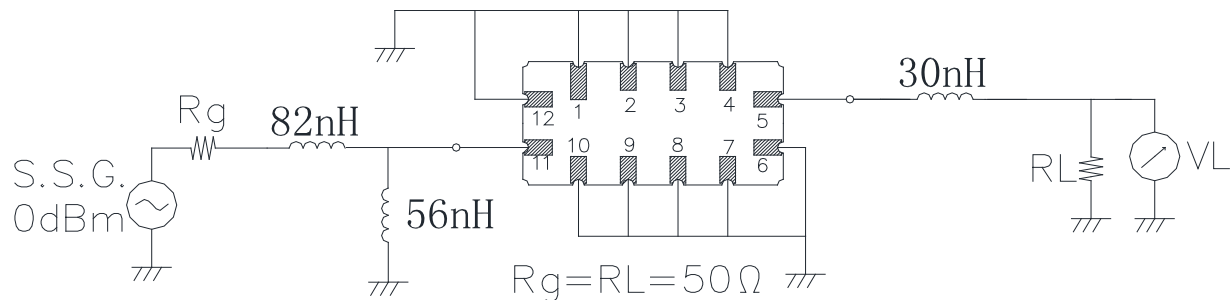 30nH
Rg
82nH
1 2 3 4
12 5
11 10 9 8 7 6
S.S.G.
0dBm
56nH
RL
VL
Rg=RL=50Ω